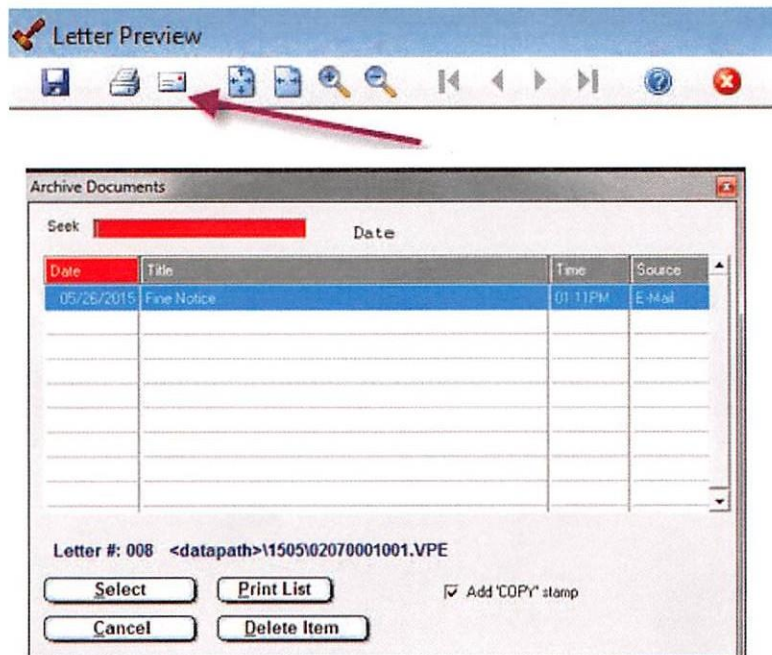 Letter Preview
Archive Documents
Seek
Date
Date Title Time Source
05/26/2015 Fine Notice 01:11PM E-Mail
Letter #: 008 <datapath>\1505\02070001001.VPE
Select Print List Add 'COPY' stamp
Cancel Delete Item